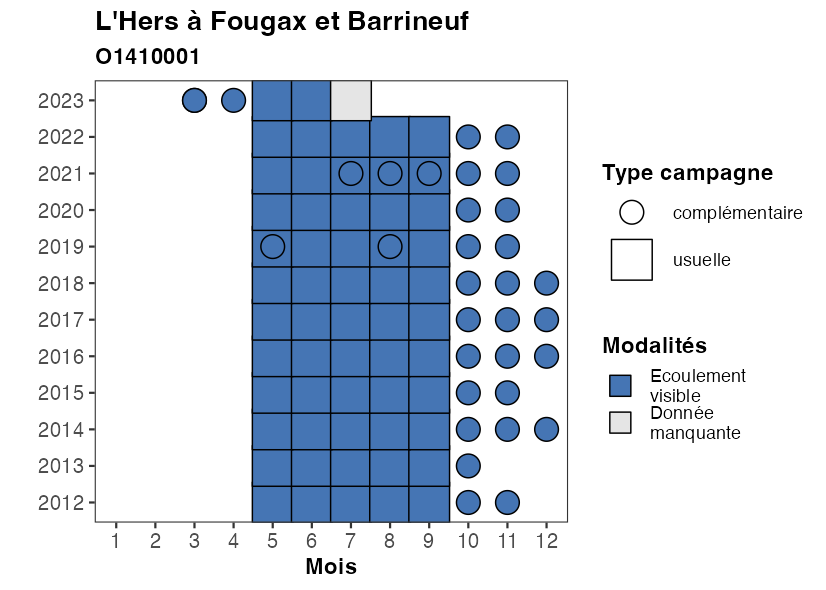 L'Hers à Fougax et Barrineuf
O1410001
2023
2022
2021
2020
2019
2018
2017
2016
2015
2014
2013
2012
1 2 3 4 5 6 7 8 9 10 11 12
Mois
Type campagne
complémentaire
usuelle
Modalités
Ecoulement
visible
Donnée
manquante